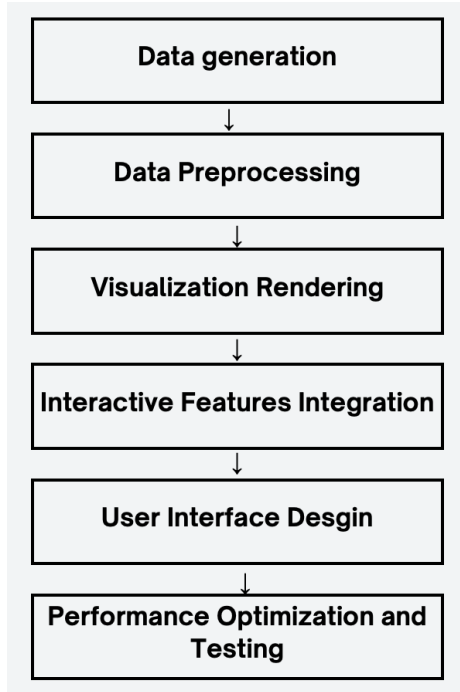 Data generation
↓
Data Preprocessing
↓
Visualization Rendering
↓
Interactive Features Integration
↓
User Interface Desgin
↓
Performance Optimization and
Testing